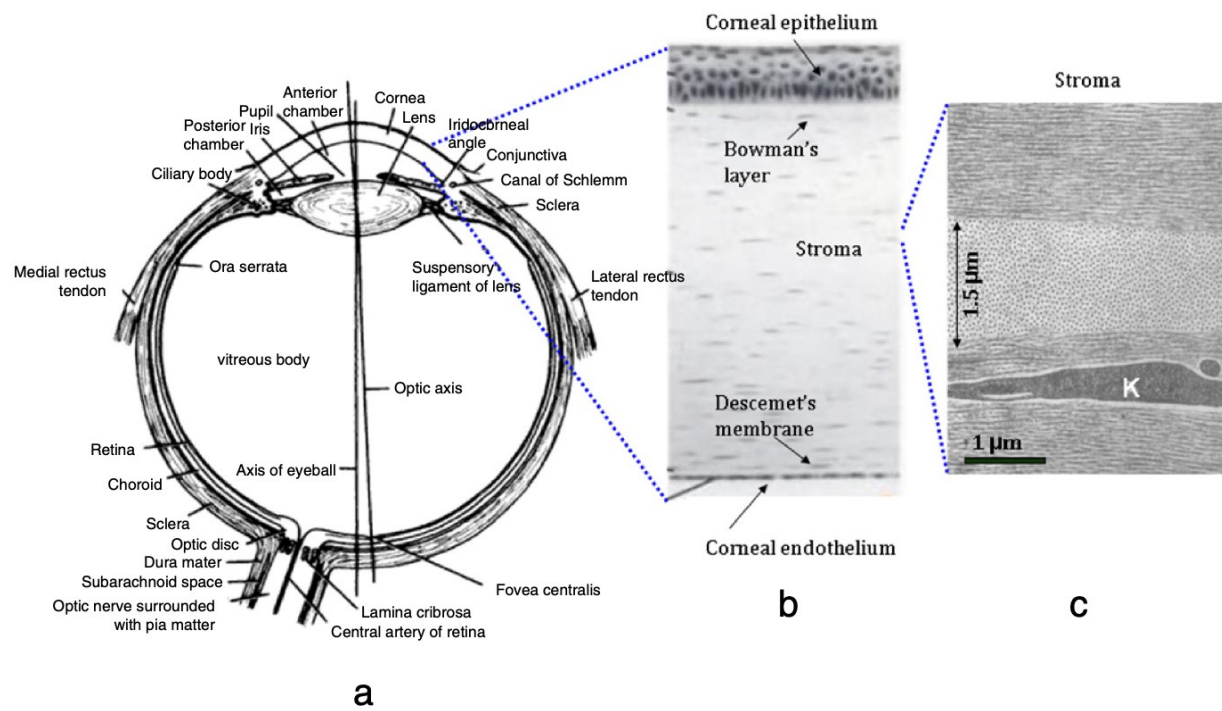 Anterior
chamber
Pupil
Posterior
chamber
Iris
Ciliary body
Cornea
Lens
Iridocbrneal
angle
Conjunctiva
Canal of Schlemm
Sclera
Medial rectus
tendon
Ora serrata
Suspensory
ligament of lens
Lateral rectus
tendon
vitreous body
Optic axis
Retina
Axis of eyeball
Choroid
Sclera
Optic disc
Dura mater
Subarachnoid space
Optic nerve surrounded
with pia matter
Fovea centralis
Lamina cribrosa
Central artery of retina
a
Corneal epithelium
Bowman's
layer
Stroma
Descemet's
membrane
Corneal endothelium
b
Stroma
1.5 μm
K
1 μm
c